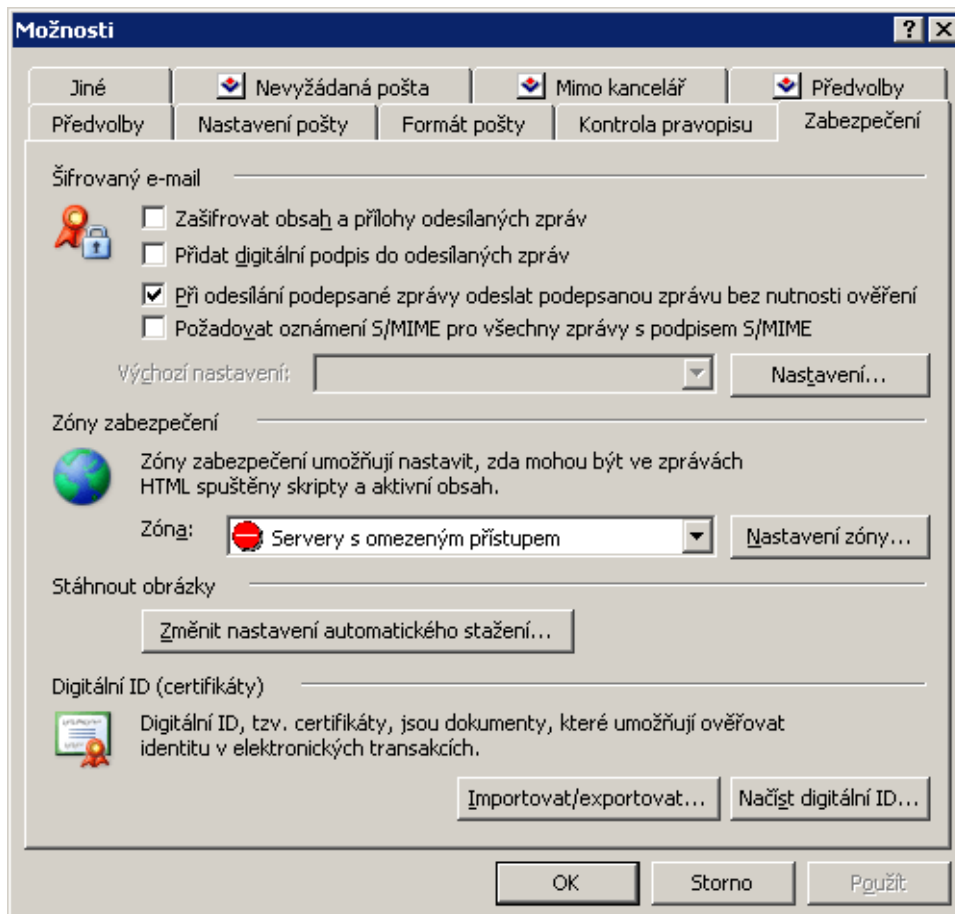 Možnosti
Jiné
Nevyžádaná pošta
Mimo kancelář
Předvolby
Předvolby
Nastavení pošty
Formát pošty
Kontrola pravopisu
Zabezpečení
Šifrovaný e-mail
Zašifrovat obsah a přílohy odesílaných zpráv
Přidat digitální podpis do odesílaných zpráv
Při odesílání podepsané zprávy odeslat podepsanou zprávu bez nutnosti ověření
Požadovat oznámení S/MIME pro všechny zprávy s podpisem S/MIME
Výchozí nastavení:
Nastavení...
Zóny zabezpečení
Zóny zabezpečení umožňují nastavit, zda mohou být ve zprávách
HTML spuštěny skripty a aktivní obsah.
Zóna:
Servery s omezeným přístupem
Nastavení zóny...
Stáhnout obrázky
Změnit nastavení automatického stažení...
Digitální ID (certifikáty)
Digitální ID, tzv. certifikáty, jsou dokumenty, které umožňují ověřovat
identitu v elektronických transakcích.
Importovat/exportovat...
Načíst digitální ID...
OK
Storno
Použít